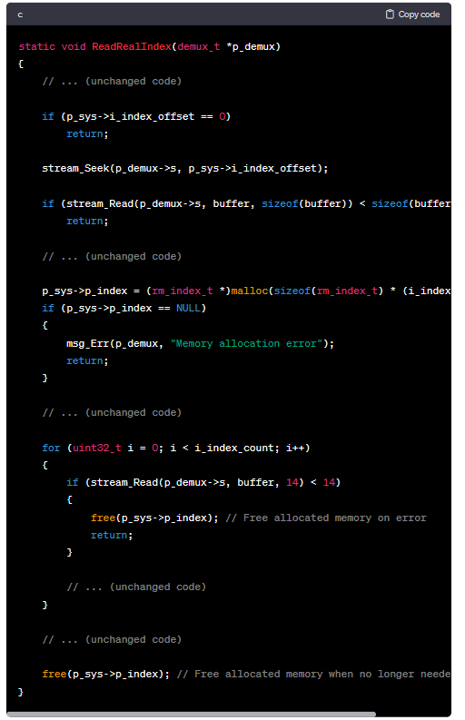 c Copy code
static void ReadRealIndex(demux_t *p_demux)
{
// ... (unchanged code)
if (p_sys->i_index_offset == 0)
return;
stream_Seek(p_demux->s, p_sys->i_index_offset);
if (stream_Read(p_demux->s, buffer, sizeof(buffer)) < sizeof(buffer
return;
// ... (unchanged code)
p_sys->p_index = (rm_index_t *)malloc(sizeof(rm_index_t) * (i_index
if (p_sys->p_index == NULL)
{
msg_Err(p_demux, "Memory allocation error");
return;
}
// ... (unchanged code)
for (uint32_t i = 0; i < i_index_count; i++)
{
if (stream_Read(p_demux->s, buffer, 14) < 14)
{
free(p_sys->p_index); // Free allocated memory on error
return;
}
// ... (unchanged code)
}
// ... (unchanged code)
free(p_sys->p_index); // Free allocated memory when no longer neede
}